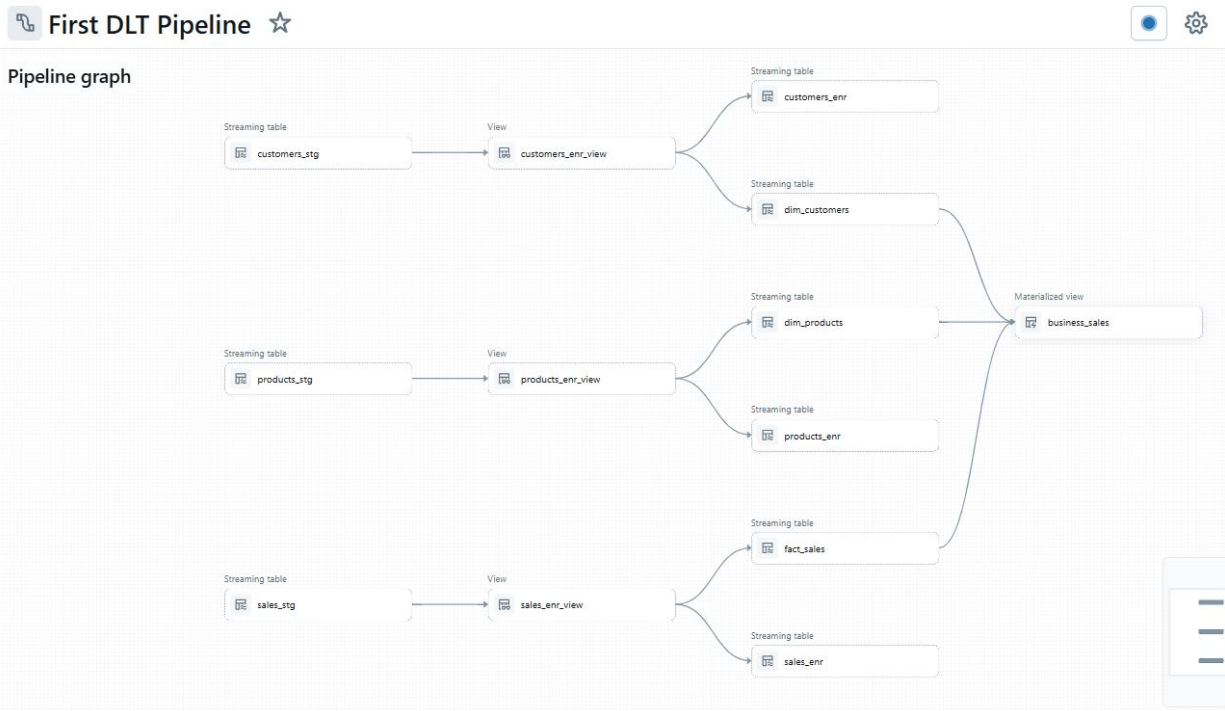 First DLT Pipeline
Pipeline graph
Streaming table
customers_enr
Streaming table
customers_stg
View
customers_enr_view
Streaming table
dim_customers
Streaming table
dim_products
Materialized view
business_sales
Streaming table
products_stg
View
products_enr_view
Streaming table
products_enr
Streaming table
fact_sales
Streaming table
sales_stg
View
sales_enr_view
Streaming table
sales_enr